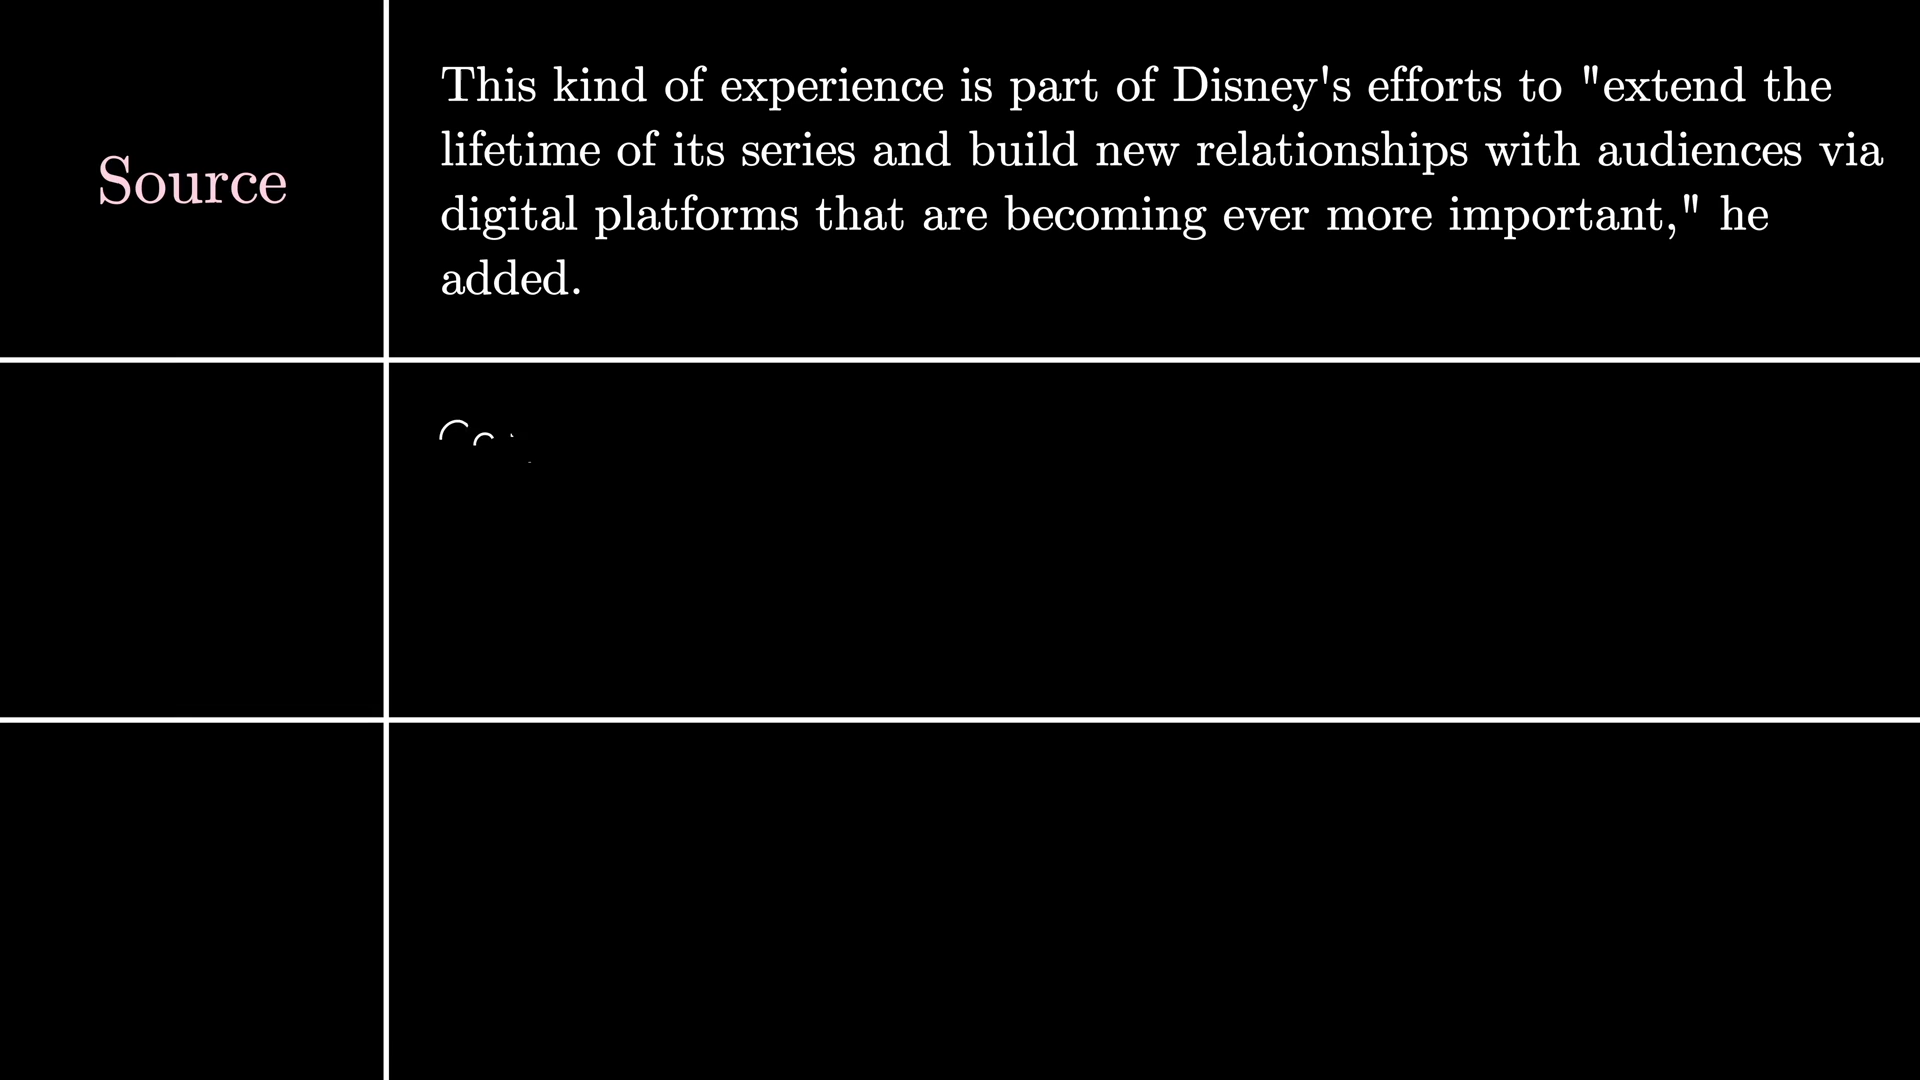 Source
This kind of experience is part of Disney's efforts to "extend the
lifetime of its series and build new relationships with audiences via
digital platforms that are becoming ever more important," he
added.